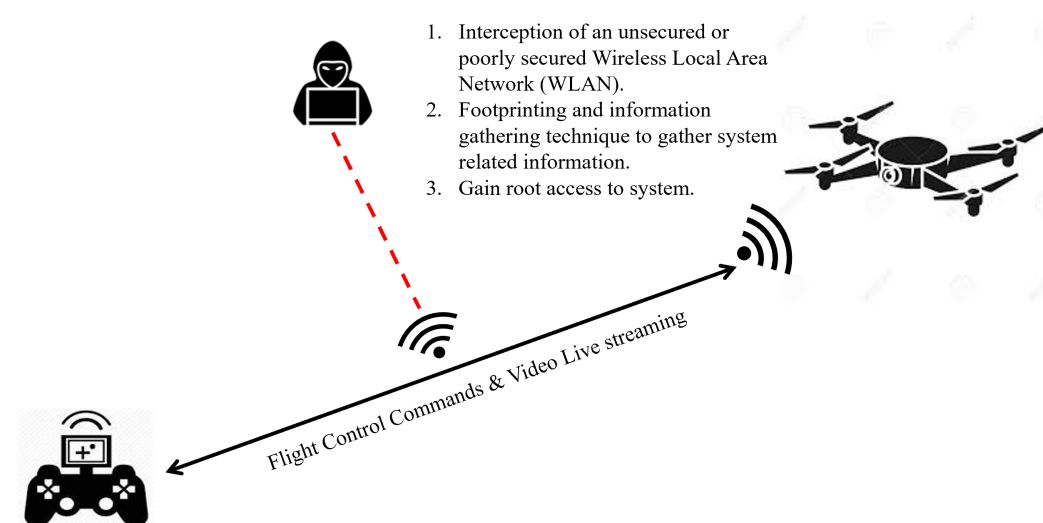 1. Interception of an unsecured or
poorly secured Wireless Local Area
Network (WLAN).
2. Footprinting and information
gathering technique to gather system
related information.
3. Gain root access to system.
Flight Control Commands & Video Live streaming